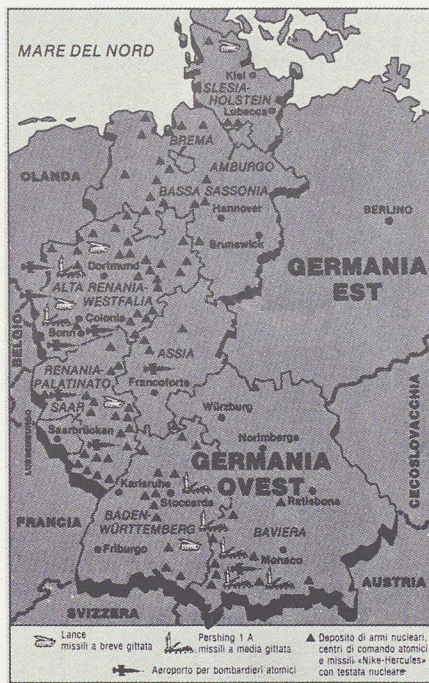 MARE DEL NORD
Kiel
SLESIA-
HOLSTEIN
Lubecca
BREMA
AMBURGO
OLANDA
BASSA SASSONIA
Hannover
BERLINO
Brunswick
Dortmund
GERMANIA
EST
ALTA RENANIA-
WESTFALIA
Colonia
Bonn
BELGIO
ASSIA
RENANIA-
PALATINATO
Francoforte
SAAR
Würzburg
CECOSLOVACCHIA
Saarbrücken
Norimberga
GERMANIA
OVEST
Karlsruhe
Stoccarda
Ratisbona
FRANCIA
BADEN-
WÜRTTEMBERG
BAVIERA
Monaco
Friburgo
AUSTRIA
SVIZZERA
Lance
missili a breve gittata
Pershing 1 A
missili a media gittata
Aeroporto per bombardieri atomici
Deposito di armi nucleari,
centri di comando atomici
e missili «Nike-Hercules»
con testata nucleare